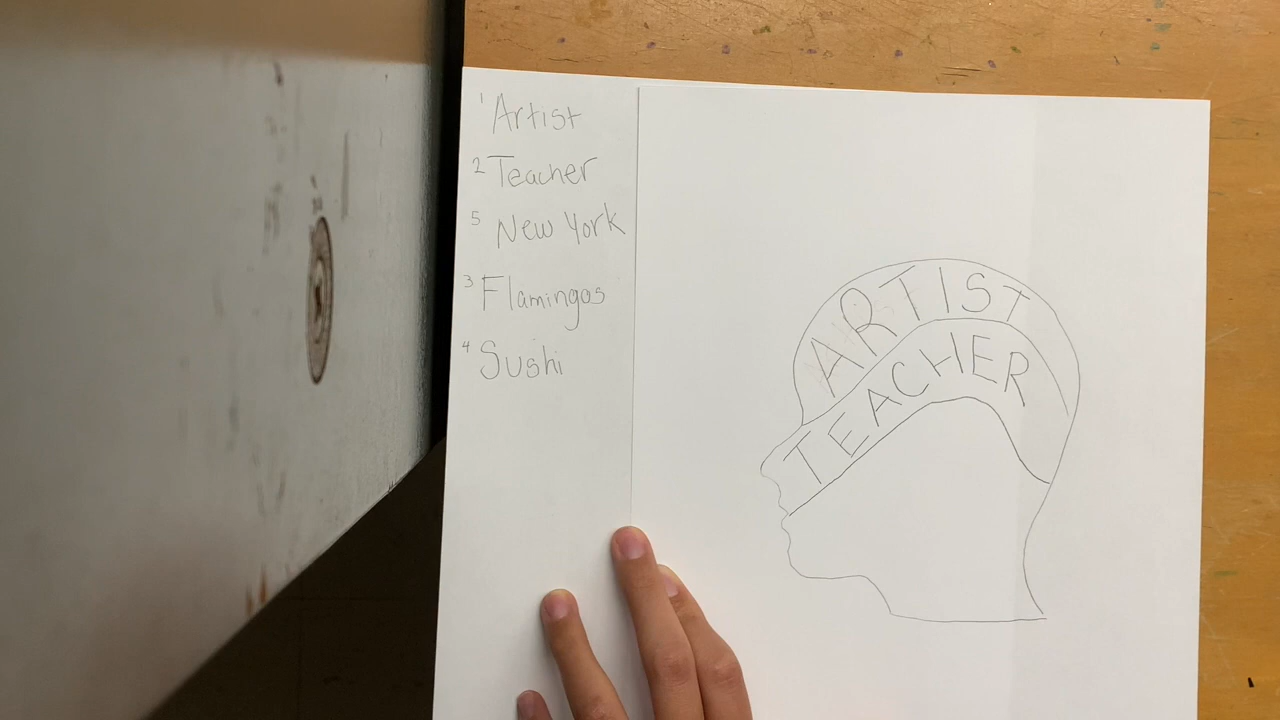 1 Artist
2 Teacher
5 New York
3 Flamingos
4 Sushi
ARTIST
TEACHER